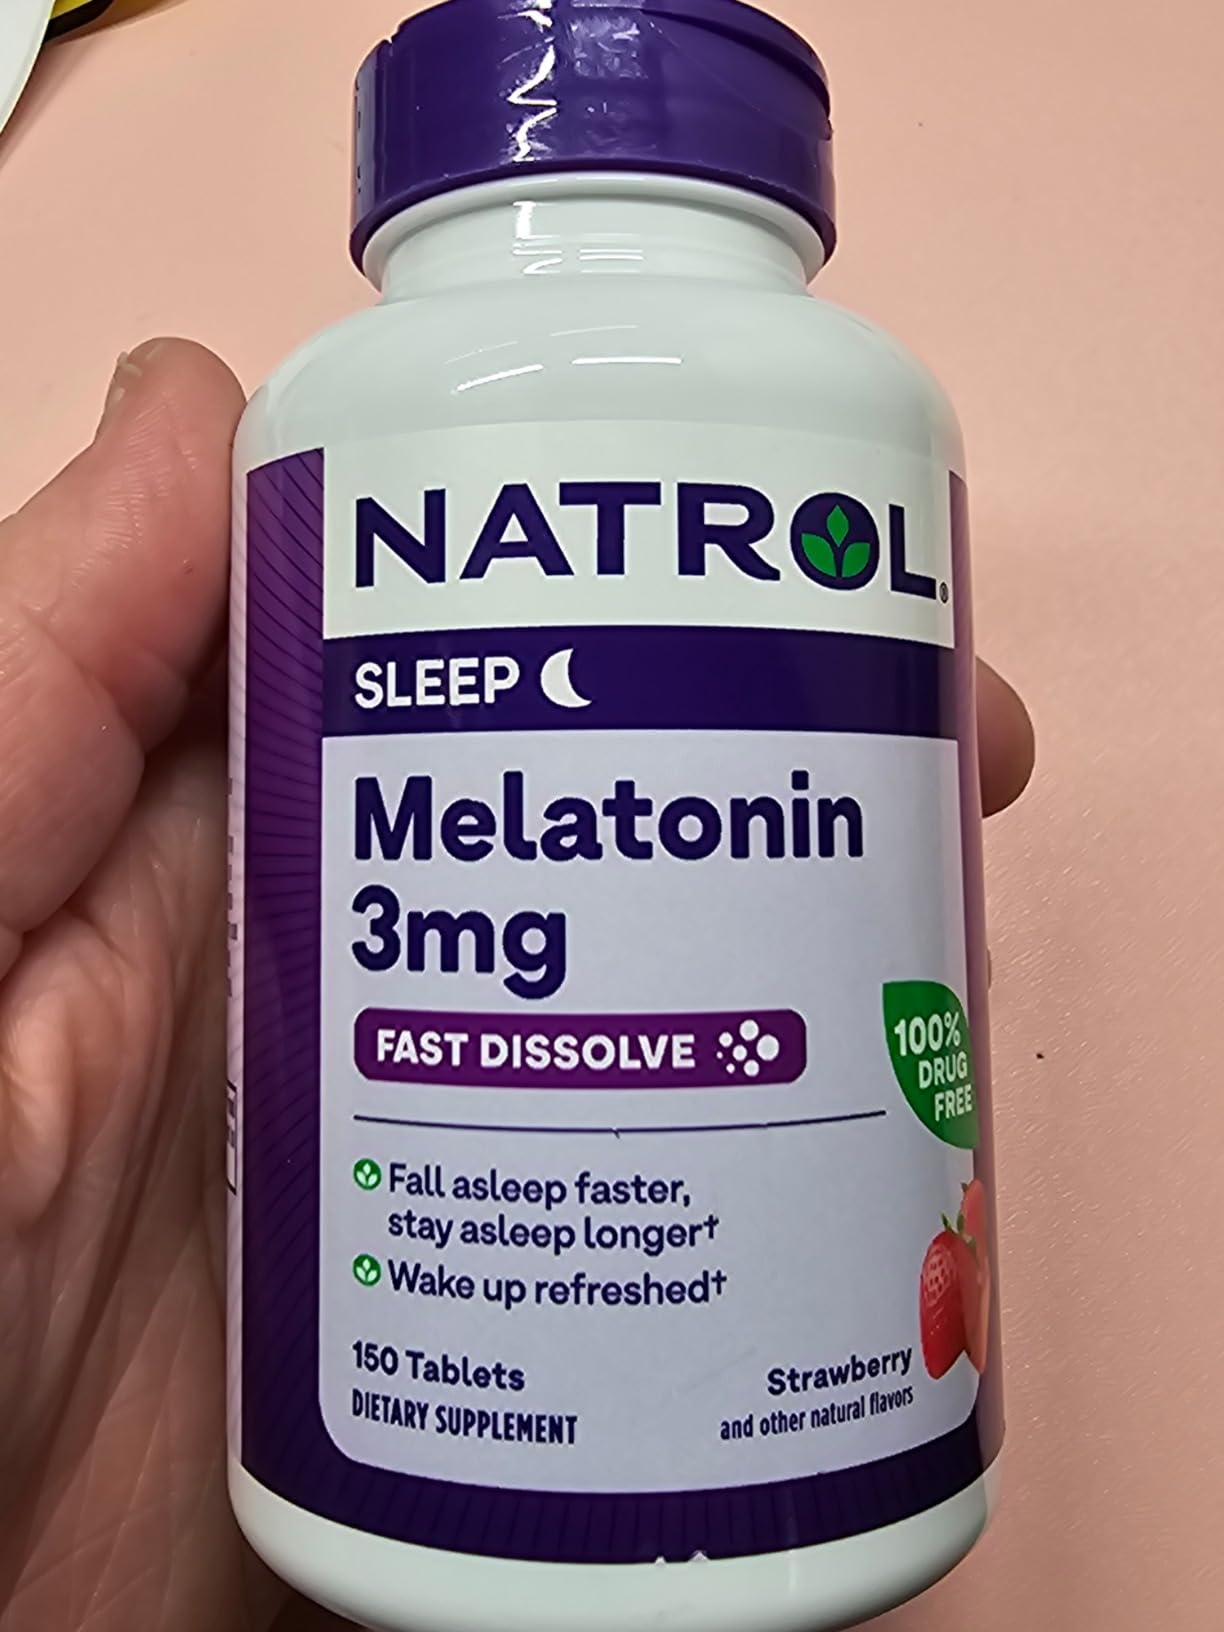 NATROL®
SLEEP
Melatonin
3mg
FAST DISSOLVE
100%
DRUG
FREE
Fall asleep faster,
stay asleep longer†
Wake up refreshed†
150 Tablets
DIETARY SUPPLEMENT
Strawberry
and other natural flavors